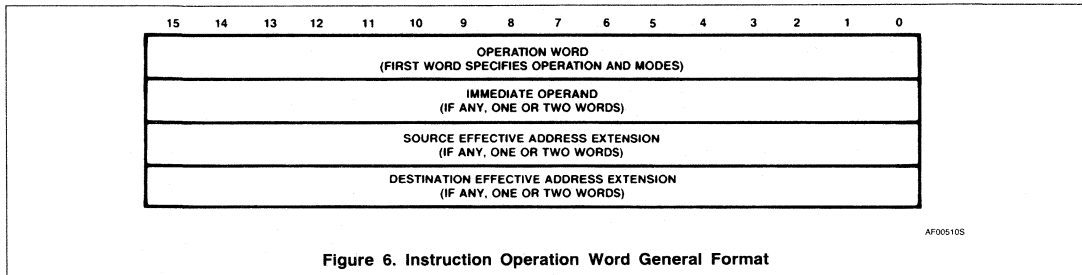 15 14 13 12 11 10 9 8 7 6 5 4 3 2 1 0
OPERATION WORD
(FIRST WORD SPECIFIES OPERATION AND MODES)
IMMEDIATE OPERAND
(IF ANY, ONE OR TWO WORDS)
SOURCE EFFECTIVE ADDRESS EXTENSION
(IF ANY, ONE OR TWO WORDS)
DESTINATION EFFECTIVE ADDRESS EXTENSION
(IF ANY, ONE OR TWO WORDS)
AF00510S
Figure 6. Instruction Operation Word General Format